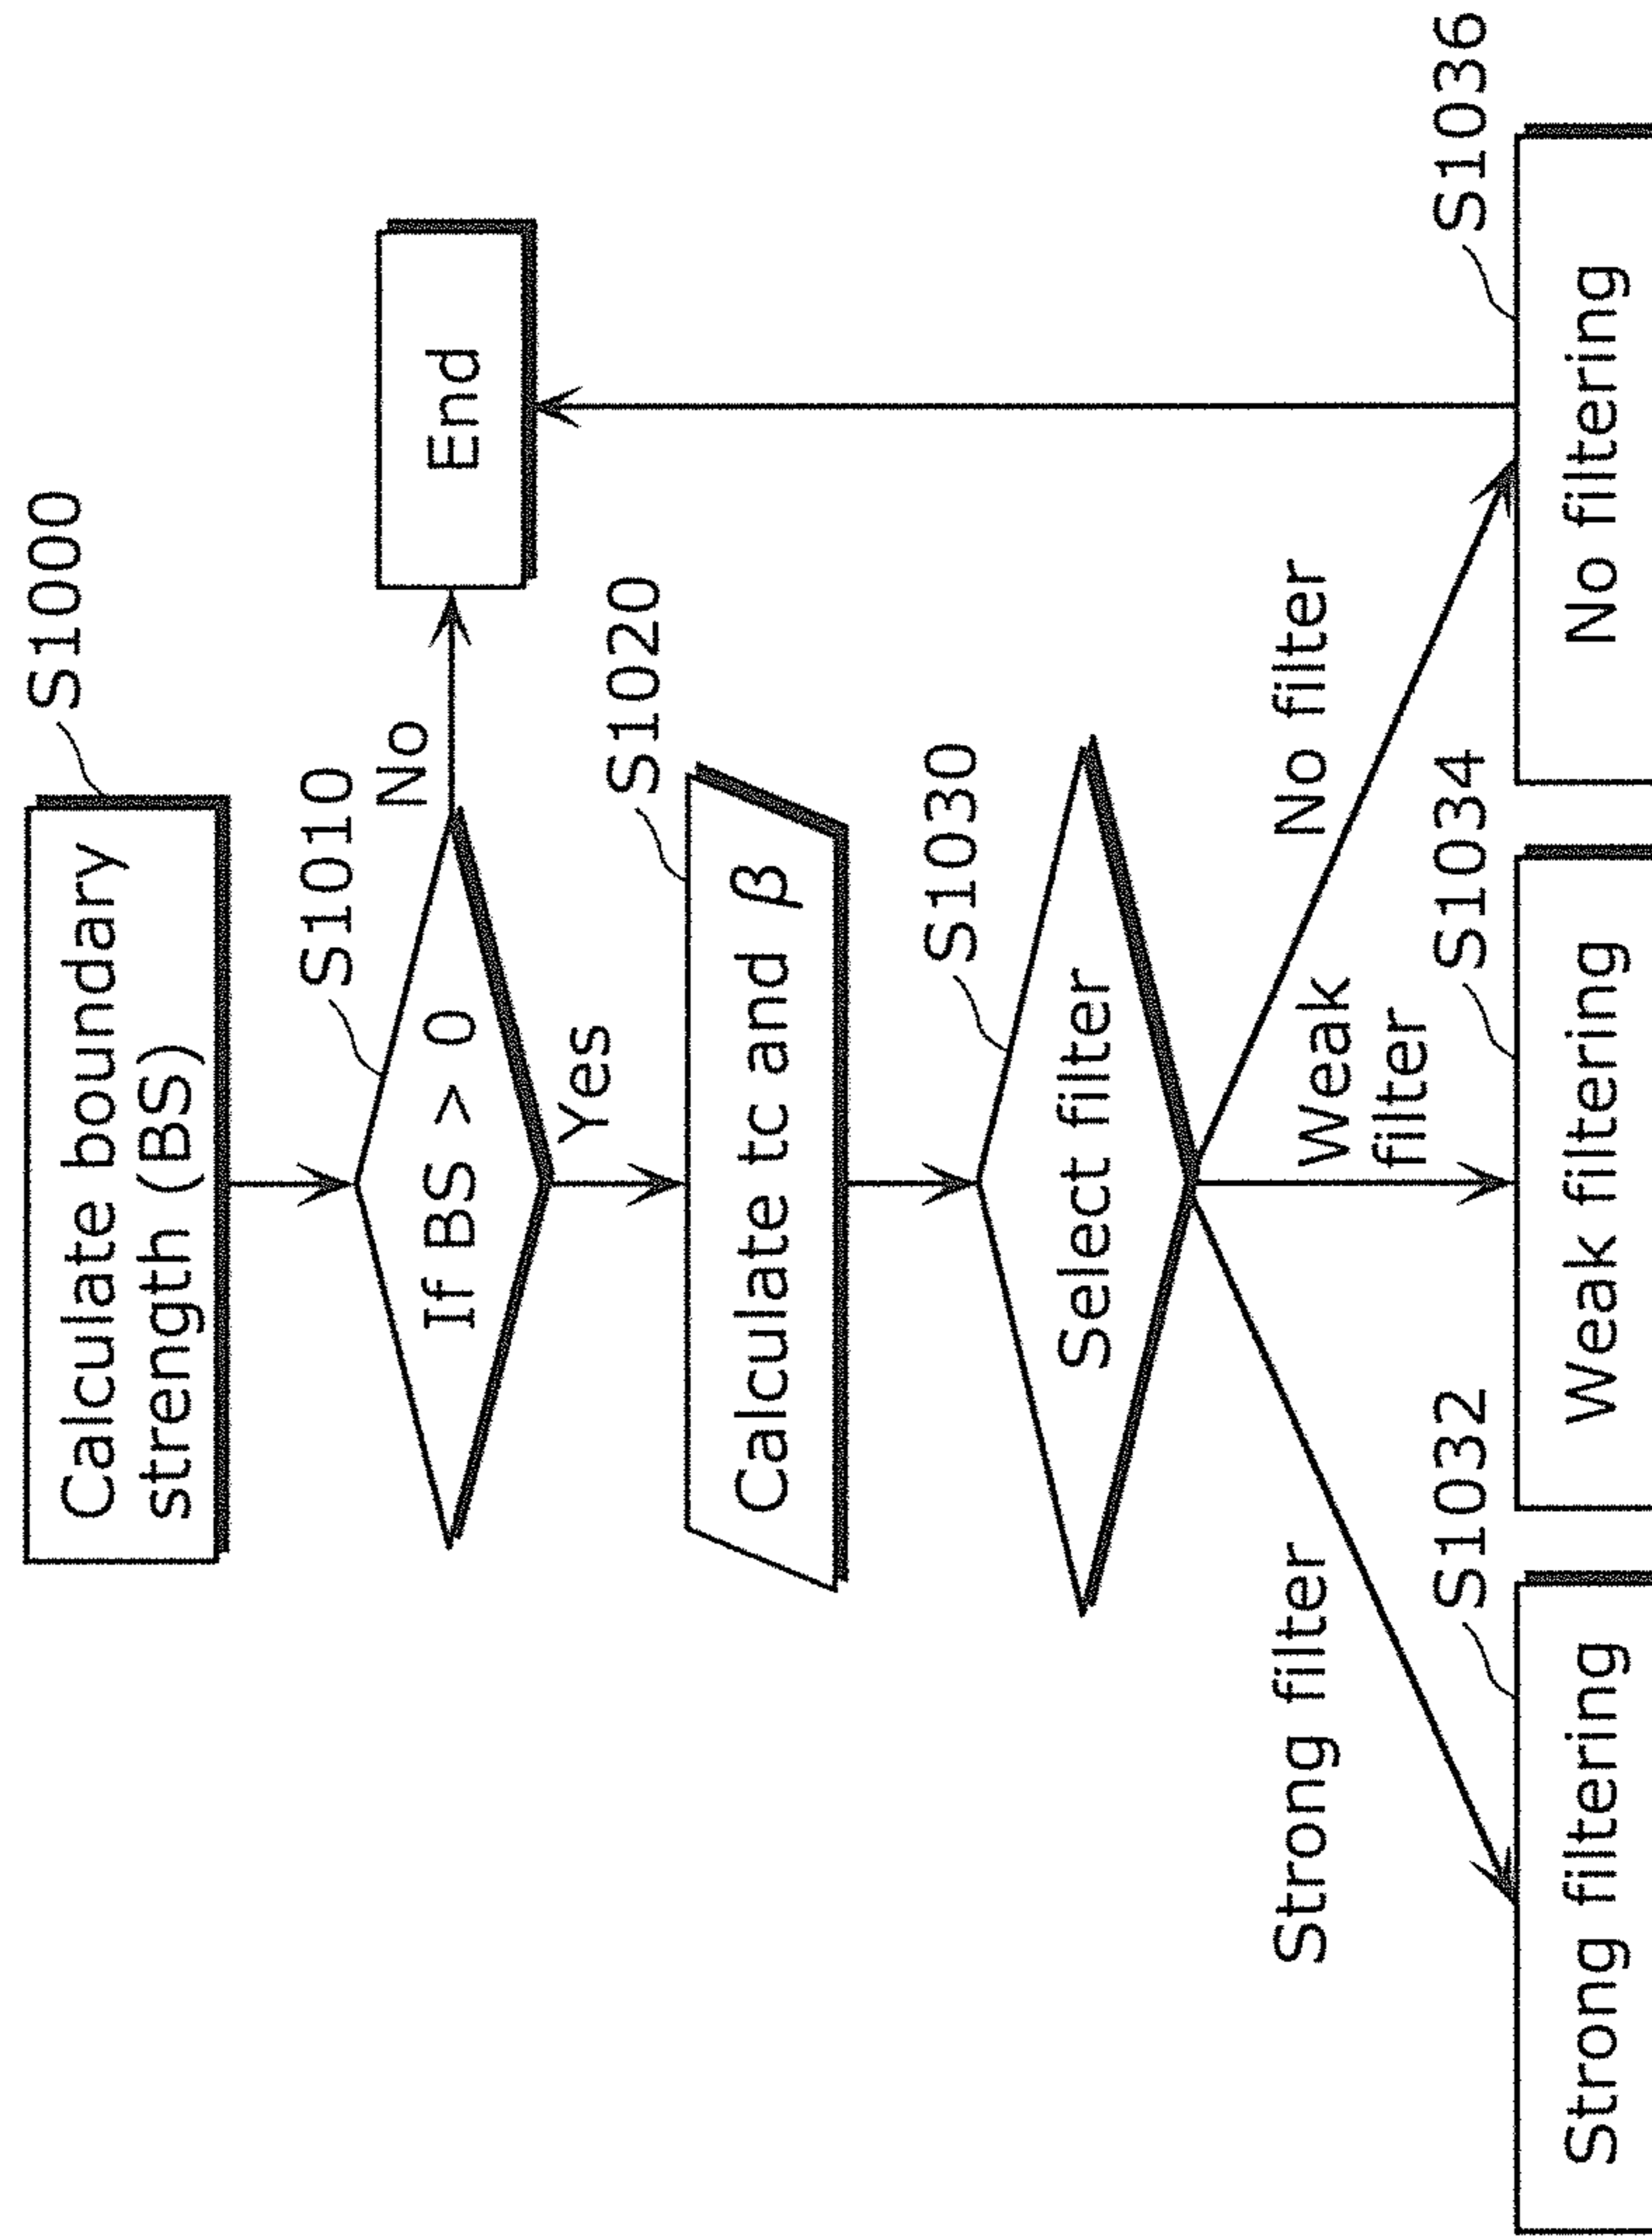 S1000
Calculate boundary
strength (BS)
S1010
If BS > 0
No
End
Yes
S1020
Calculate tc and β
S1030
Select filter
Strong filter
Weak
filter
No filter
S1032
Strong filtering
S1034
Weak filtering
S1036
No filtering